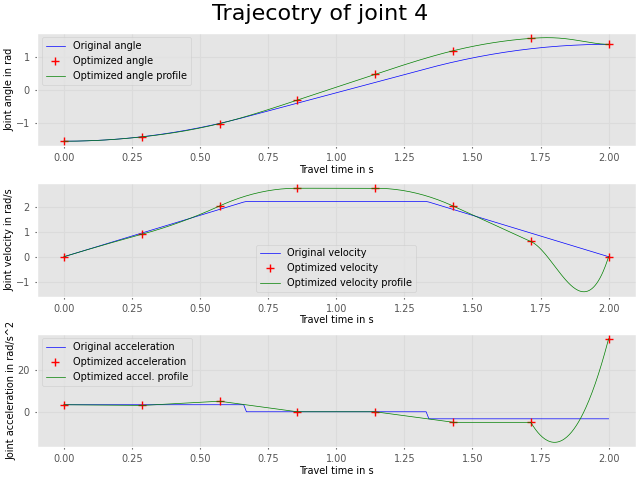 Trajecotry of joint 4
Original angle
Optimized angle
Optimized angle profile
Joint angle in rad
1
0
−1
0.00 0.25 0.50 0.75 1.00 1.25 1.50 1.75 2.00
Travel time in s
Original velocity
Optimized velocity
Optimized velocity profile
Joint velocity in rad/s
2
1
0
−1
0.00 0.25 0.50 0.75 1.00 1.25 1.50 1.75 2.00
Travel time in s
Original acceleration
Optimized acceleration
Optimized accel. profile
Joint acceleration in rad/s^2
20
0
0.00 0.25 0.50 0.75 1.00 1.25 1.50 1.75 2.00
Travel time in s